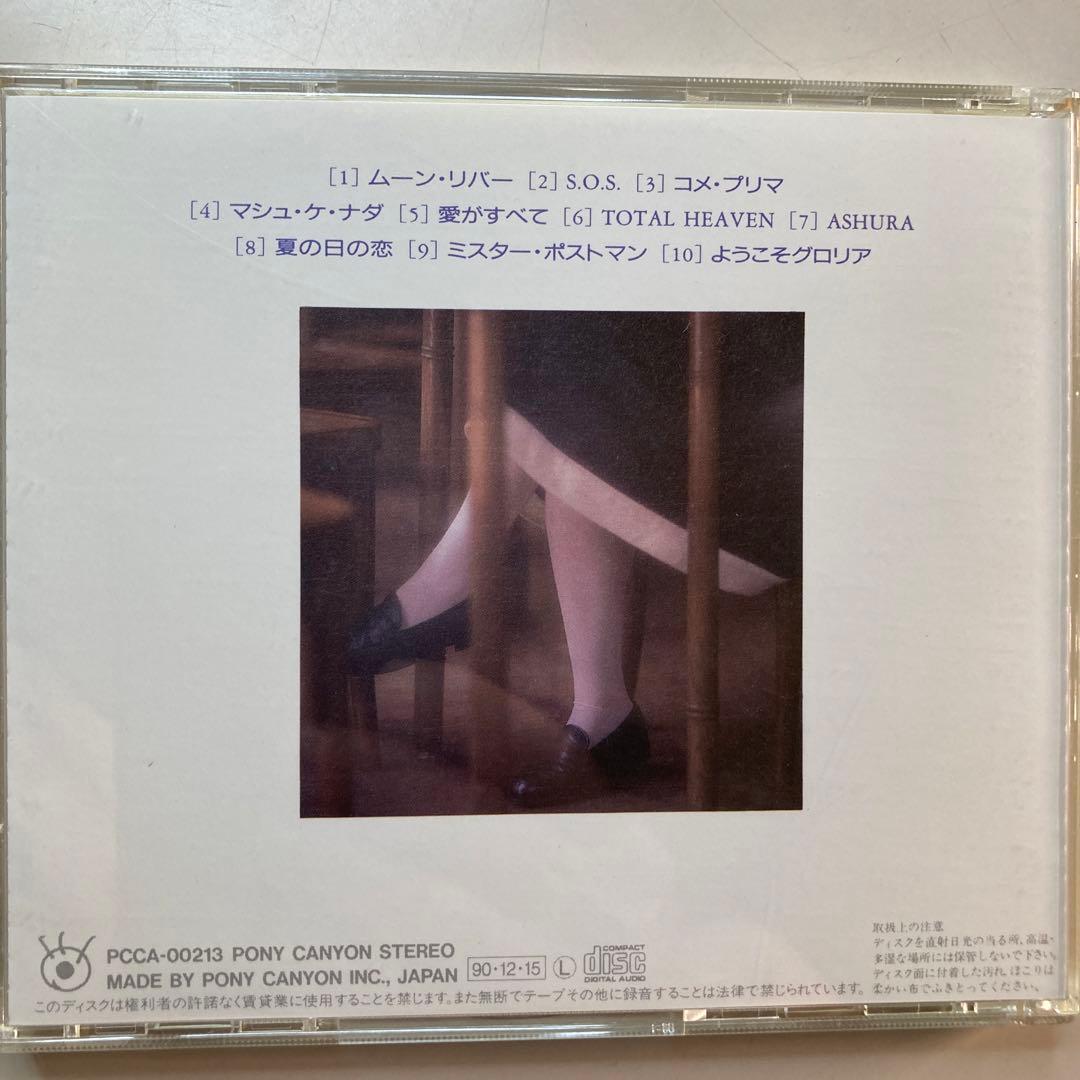 [1] ムーン・リバー [2] S.O.S. [3] コメ・プリマ
[4] マシュ・ケ・ナダ [5] 愛がすべて [6] TOTAL HEAVEN [7] ASHURA
[8] 夏の日の恋 [9] ミスター・ポストマン [10] ようこそグロリア
PCCA-00213 PONY CANYON STEREO
MADE BY PONY CANYON INC., JAPAN 90・12・15 L COMPACT disc DIGITAL AUDIO
このディスクは権利者の許諾なく賃貸業に使用することを禁じます。また無断でテープその他に録音することは法律で禁じられています。
取扱上の注意
ディスクを直射日光の当る所、高温・
多湿な場所には保管しないで下さい。
ディスク面に付着した汚れ、ほこりは
柔かい布でふきとってください。